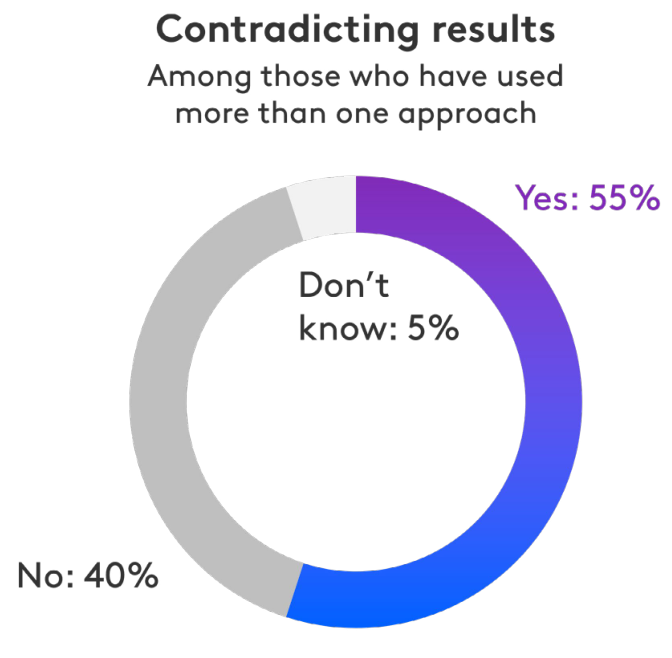 Contradicting results
Among those who have used
more than one approach
Yes: 55%
Don’t
know: 5%
No: 40%